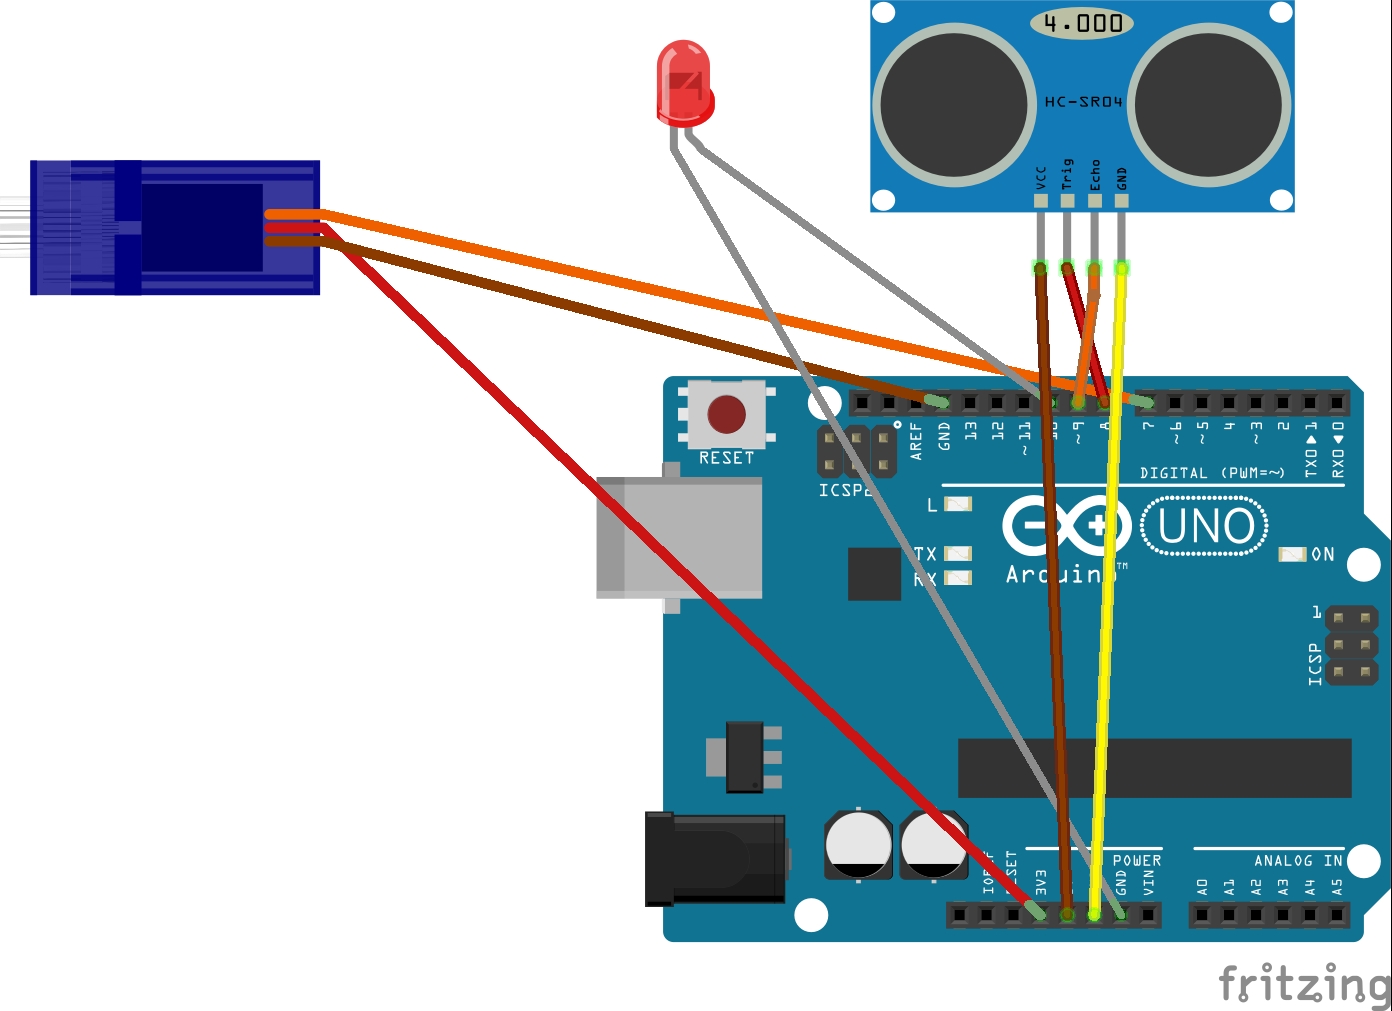 4.000
HC-SR04
VCC
Trig
Echo
GND
RESET
ICSP2
AREF
GND
13
12
~11
10
~9
8
7
~6
~5
4
~3
2
TX0▶1
RX0◀0
DIGITAL (PWM=~)
L
TX
RX
UNO
ON
Arduino™
1
ICSP
IOREF
RESET
3V3
GND
VIN
POWER
ANALOG IN
A0
A1
A2
A3
A4
A5
fritzing